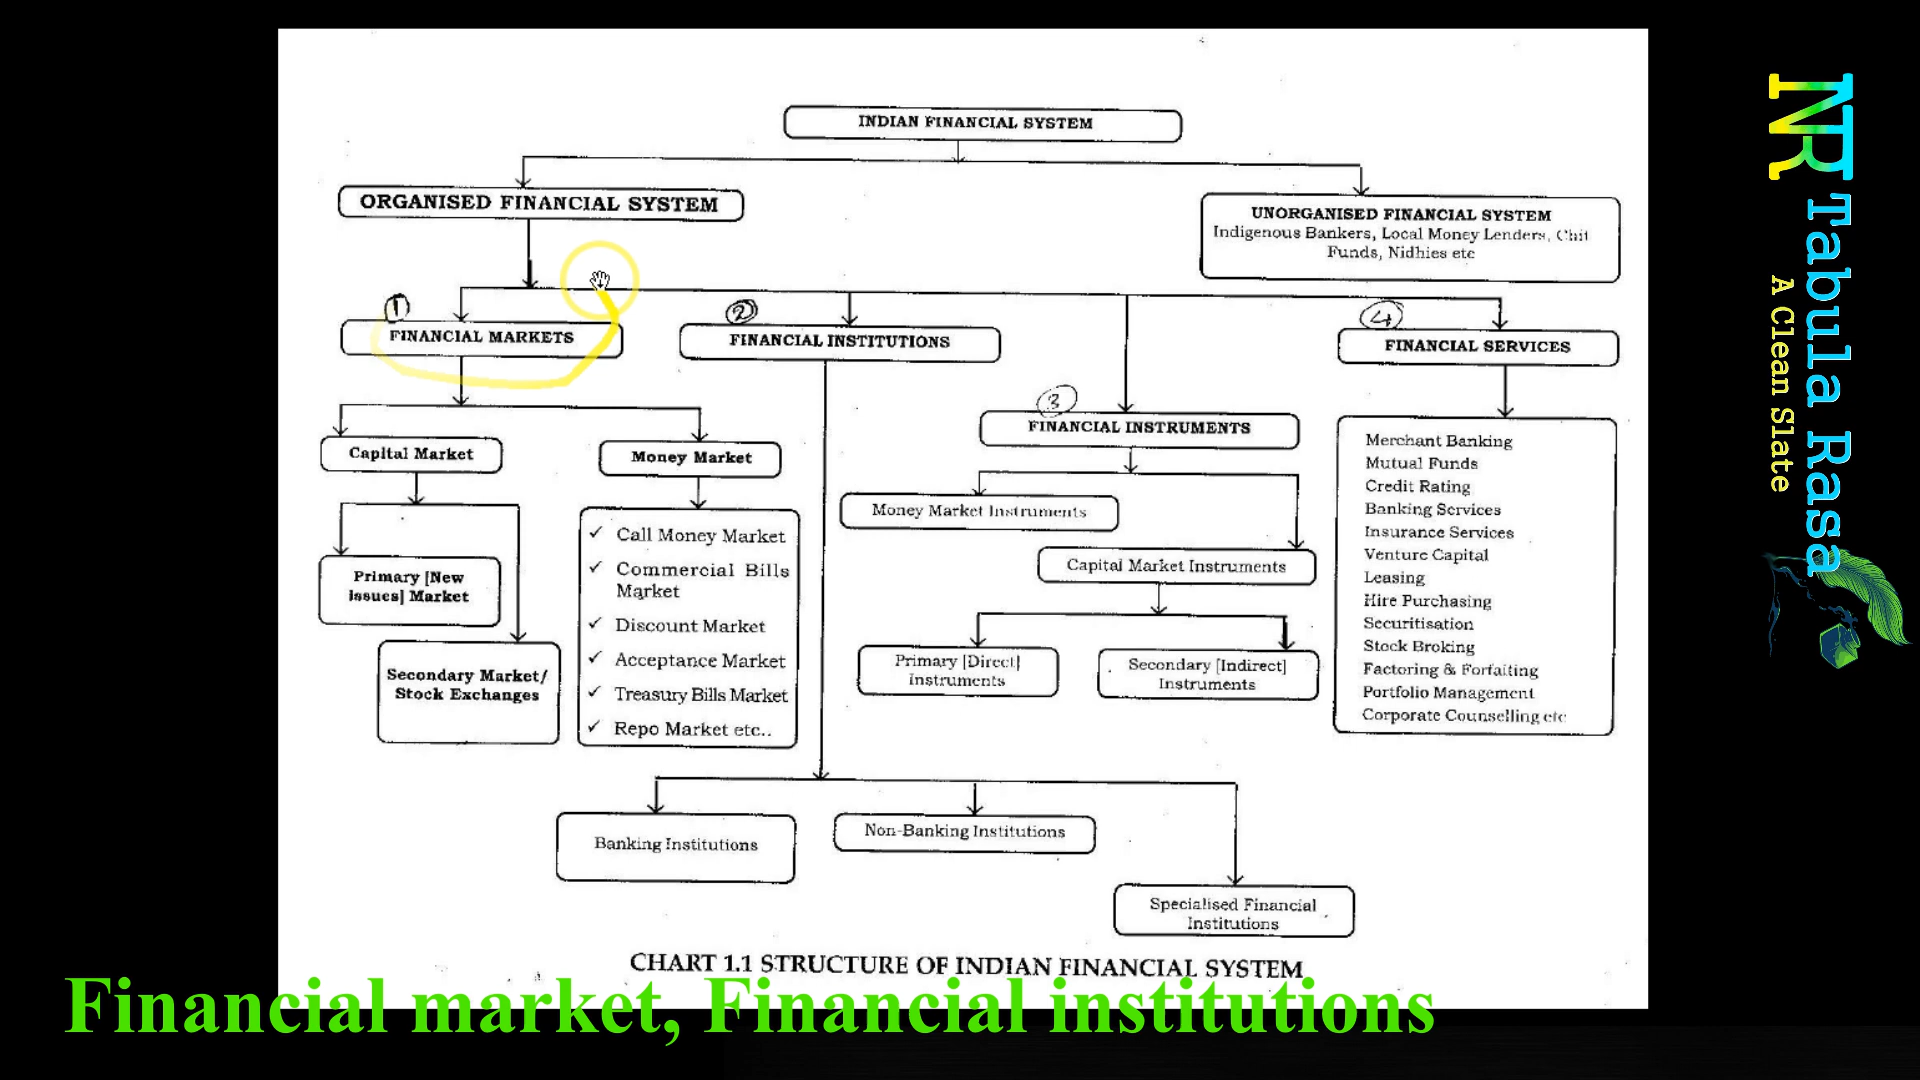 INDIAN FINANCIAL SYSTEM
ORGANISED FINANCIAL SYSTEM
UNORGANISED FINANCIAL SYSTEM
Indigenous Bankers, Local Money Lenders, Chit
Funds, Nidhies etc
1
FINANCIAL MARKETS
2
FINANCIAL INSTITUTIONS
3
FINANCIAL INSTRUMENTS
4
FINANCIAL SERVICES
Capital Market
Money Market
Primary [New
Issues] Market
Secondary Market/
Stock Exchanges
✓ Call Money Market
✓ Commercial Bills
Market
✓ Discount Market
✓ Acceptance Market
✓ Treasury Bills Market
✓ Repo Market etc..
Money Market Instruments
Capital Market Instruments
Primary [Direct]
Instruments
Secondary [Indirect]
Instruments
Merchant Banking
Mutual Funds
Credit Rating
Banking Services
Insurance Services
Venture Capital
Leasing
Hire Purchasing
Securitisation
Stock Broking
Factoring & Forfaiting
Portfolio Management
Corporate Counselling etc
Banking Institutions
Non-Banking Institutions
Specialised Financial
Institutions
CHART 1.1 STRUCTURE OF INDIAN FINANCIAL SYSTEM
Financial market, Financial institutions
NR Tabula Rasa
A Clean Slate